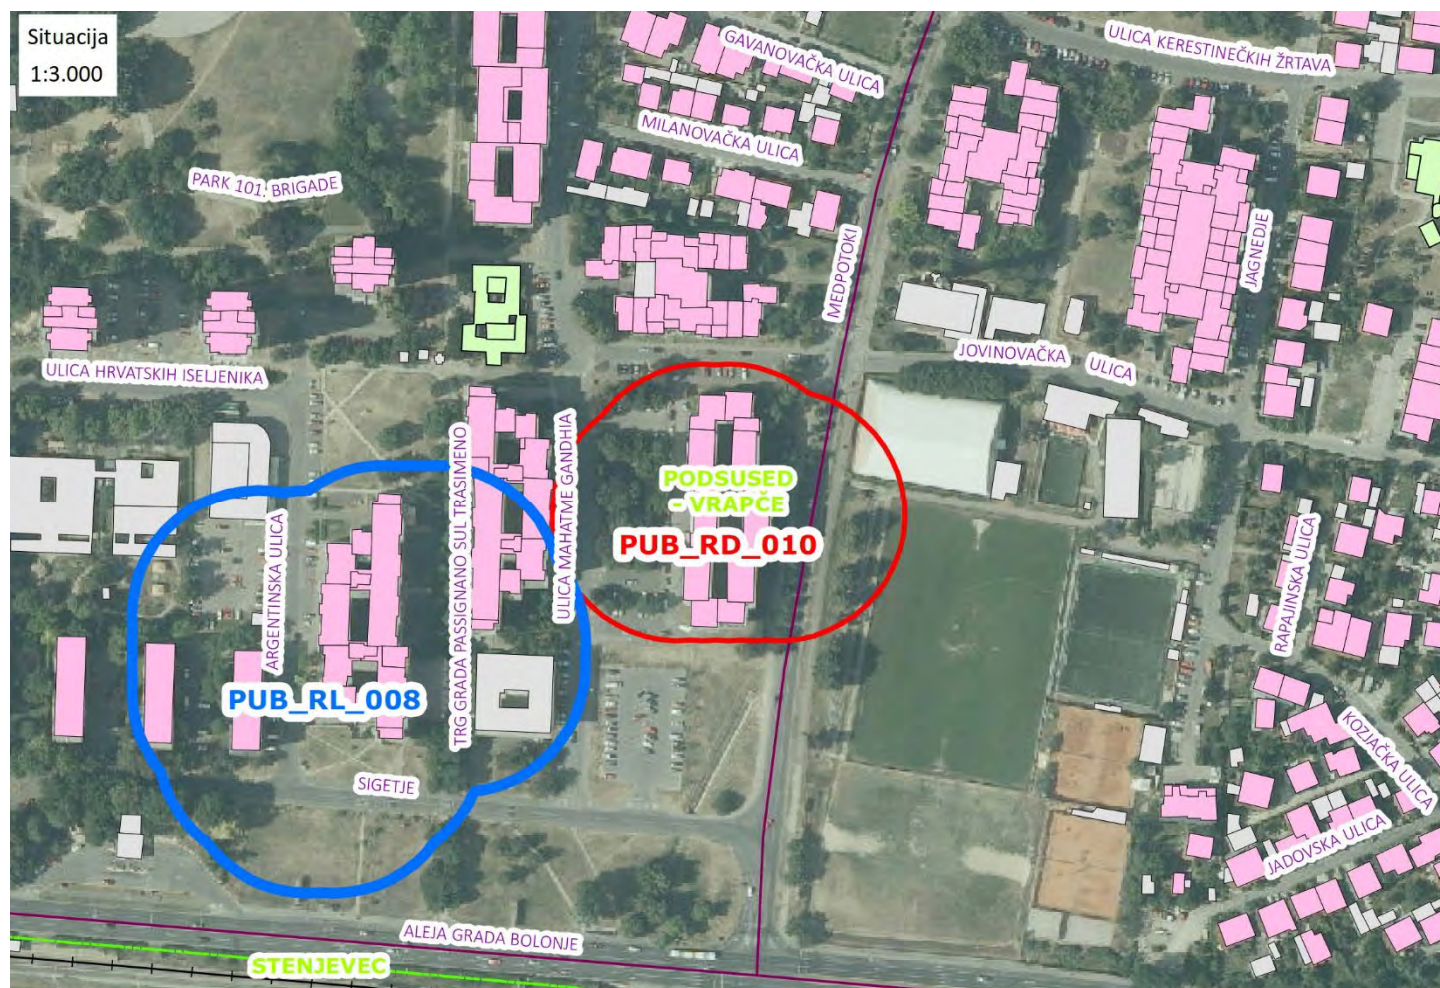 Situacija
1:3.000
GAVANOVAČKA ULICA
ULICA KERESTINEČKIH ŽRTAVA
MILANOVAČKA ULICA
PARK 101. BRIGADE
MEDPOTOKI
JAGNEDJE
JOVINOVAČKA ULICA
ULICA HRVATSKIH ISELJENIKA
TRG GRADA PASSIGNANO SUL TRASIMENO
ULICA MAHATME GANDHIA
PODSUSED
- VRAPČE
PUB_RD_010
ARGENTINSKA ULICA
RAPAJINSKA ULICA
PUB_RL_008
SIGETJE
KOZJAČKA ULICA
JADOVSKA ULICA
ALEJA GRADA BOLONJE
STENJEVEC